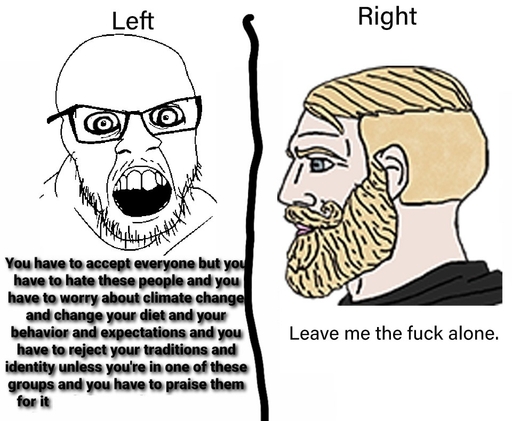 Left
You have to accept everyone but you
have to hate these people and you
have to worry about climate change
and change your diet and your
behavior and expectations and you
have to reject your traditions and
identity unless you're in one of these
groups and you have to praise them
for it
Right
Leave me the fuck alone.